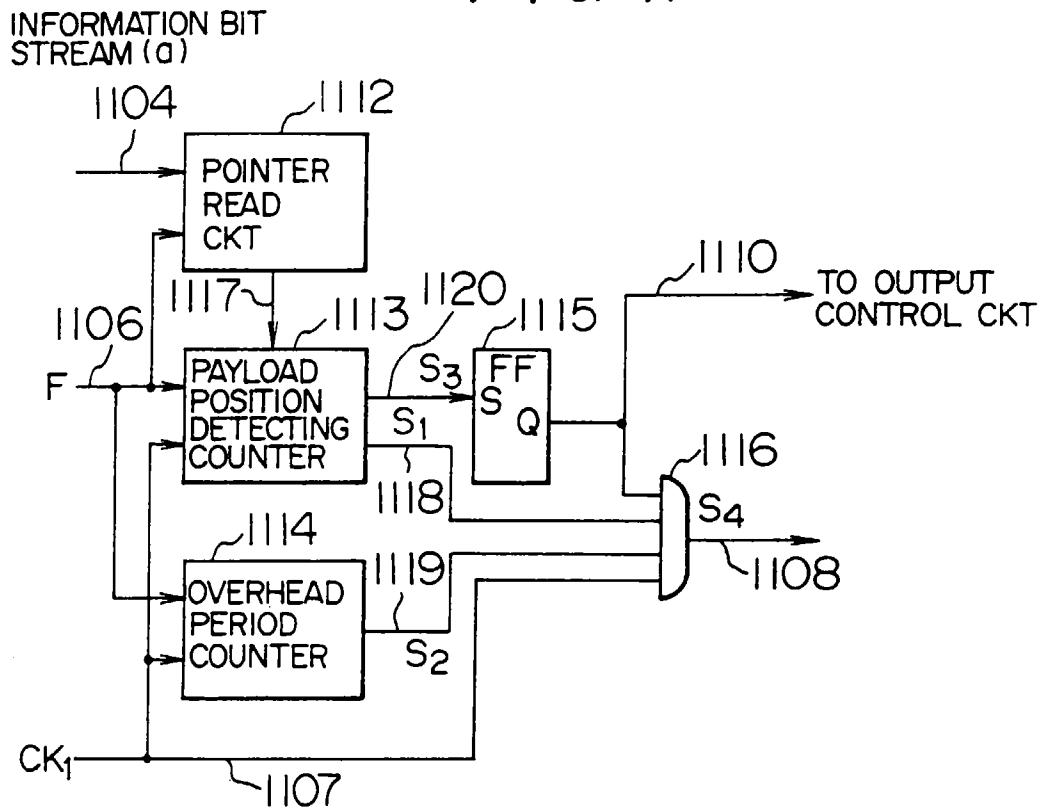 INFORMATION BIT
STREAM (a)
1104
1112
POINTER
READ
CKT
1117
1110
TO OUTPUT
CONTROL CKT
1106
F
1113
PAYLOAD
POSITION
DETECTING
COUNTER
1120
S3
S1
1118
1115
FF
S
Q
1116
S4
1108
1114
OVERHEAD
PERIOD
COUNTER
1119
S2
CK1
1107